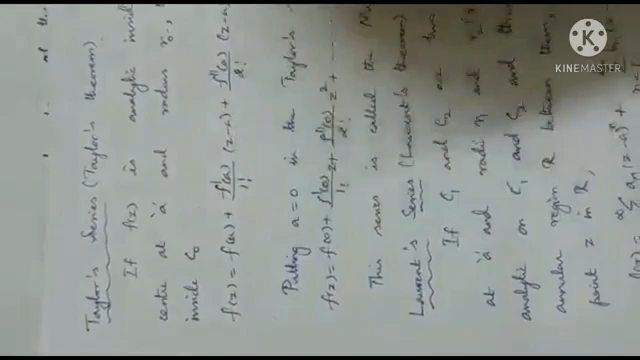 Taylor's Series (Taylor's theorem)
If f(z) is analytic insid
centre at 'a' and radius r₀,
inside C₀
f(z) = f(a) + f'(a)/1! (z-a) + f''(a)/2! (z-a
Putting a=0 in the Taylor's
f(z) = f(0) + f'(0)/1! z + f''(0)/2! z² + ...
This series is called the
Laurent's Series (Laurent's theorem)
If C₁ and C₂ are two
at 'a' and radii r₁ and r₂
analytic on C₁ and C₂ and
annular region R between them,
point z in R,
∞ Σ aₙ(z-a)ⁿ +
KINEMASTER